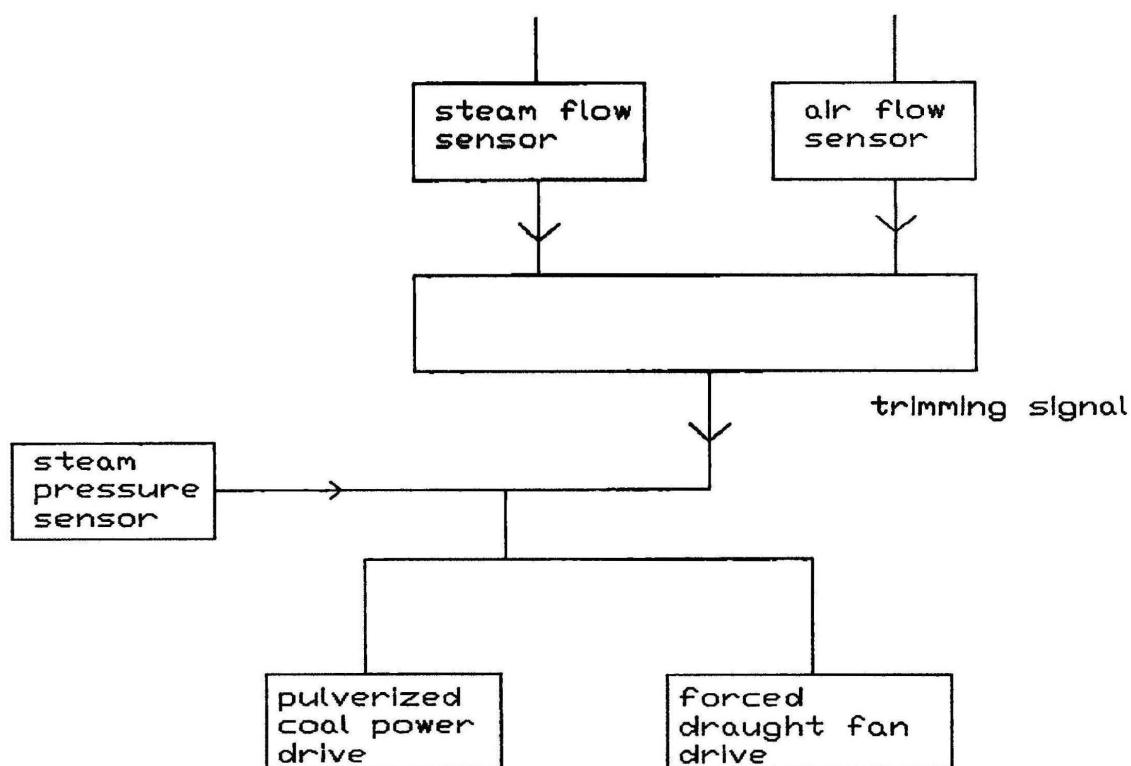 steam flow
sensor
air flow
sensor
trimming signal
steam
pressure
sensor
pulverized
coal power
drive
forced
draught fan
drive